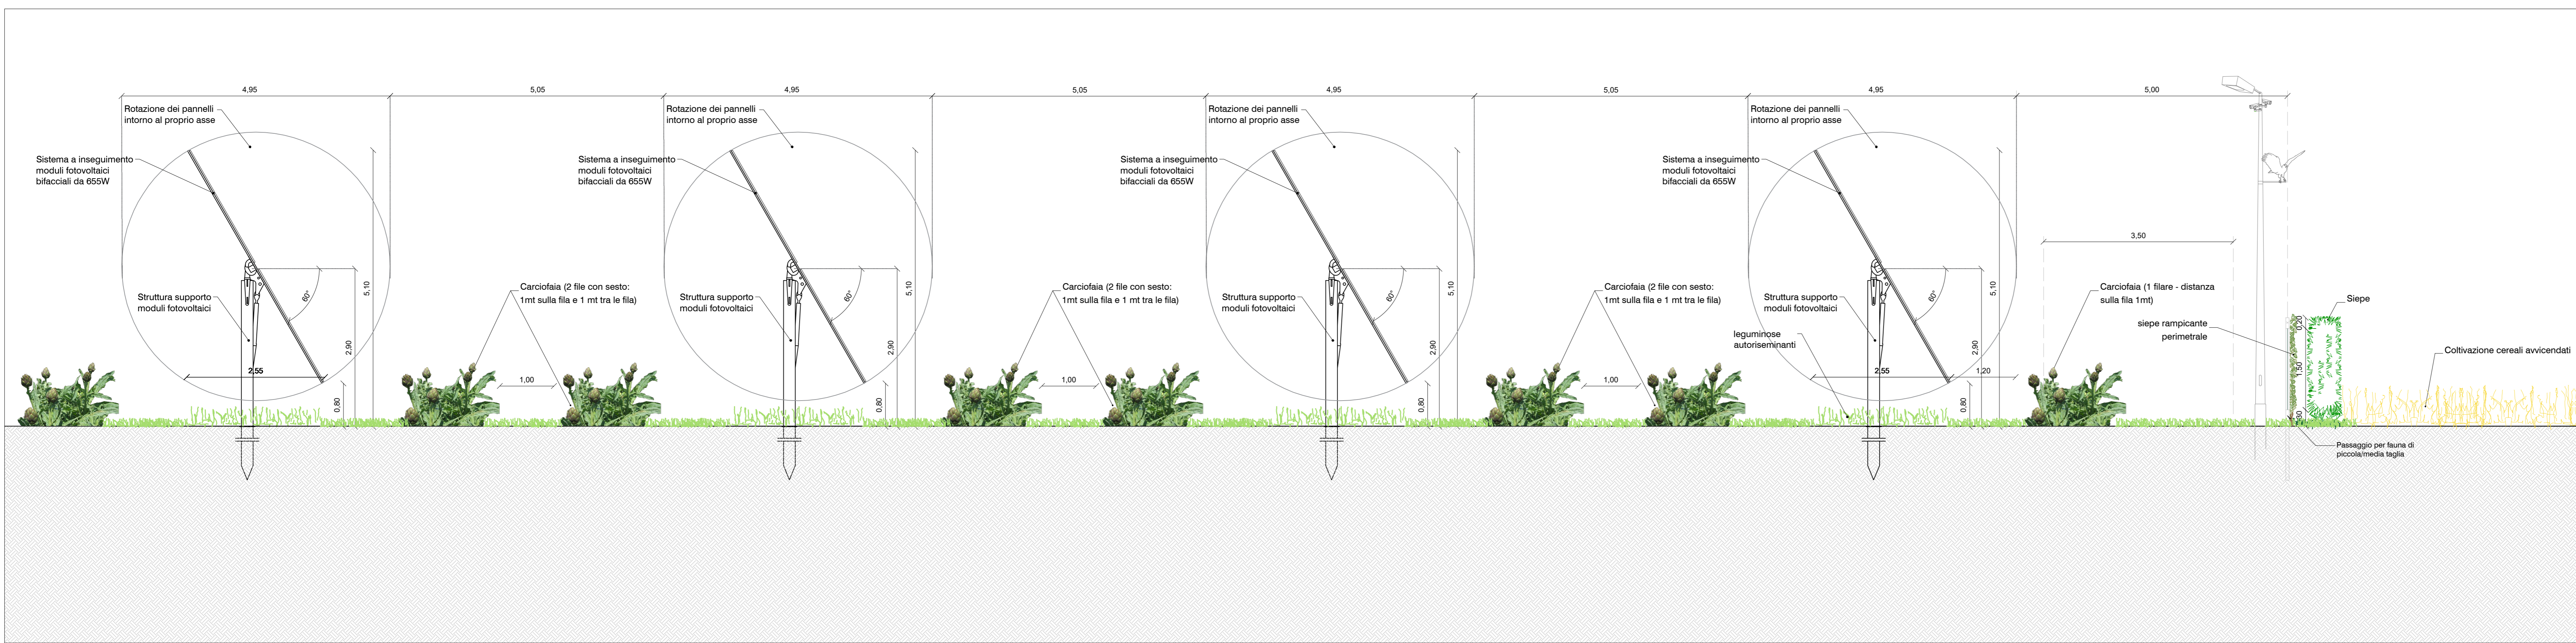 4,95
5,05
4,95
5,05
4,95
5,05
4,95
5,00
Rotazione dei pannelli
intorno al proprio asse
Sistema a inseguimento
moduli fotovoltaici
bifacciali da 655W
Struttura supporto
moduli fotovoltaici
60°
5,10
2,90
2,55
0,80
Carciofaia (2 file con sesto:
1mt sulla fila e 1 mt tra le fila)
1,00
Rotazione dei pannelli
intorno al proprio asse
Sistema a inseguimento
moduli fotovoltaici
bifacciali da 655W
Struttura supporto
moduli fotovoltaici
60°
5,10
2,90
0,80
Carciofaia (2 file con sesto:
1mt sulla fila e 1 mt tra le fila)
1,00
Rotazione dei pannelli
intorno al proprio asse
Sistema a inseguimento
moduli fotovoltaici
bifacciali da 655W
Struttura supporto
moduli fotovoltaici
60°
5,10
2,90
0,80
Carciofaia (2 file con sesto:
1mt sulla fila e 1 mt tra le fila)
1,00
Rotazione dei pannelli
intorno al proprio asse
Sistema a inseguimento
moduli fotovoltaici
bifacciali da 655W
Struttura supporto
moduli fotovoltaici
leguminose
autoriseminanti
60°
5,10
2,90
2,55
1,20
0,80
3,50
Carciofaia (1 filare - distanza
sulla fila 1mt)
siepe rampicante
perimetrale
Siepe
0,20
1,50
Coltivazione cereali avvicendati
Passaggio per fauna di
piccola/media taglia